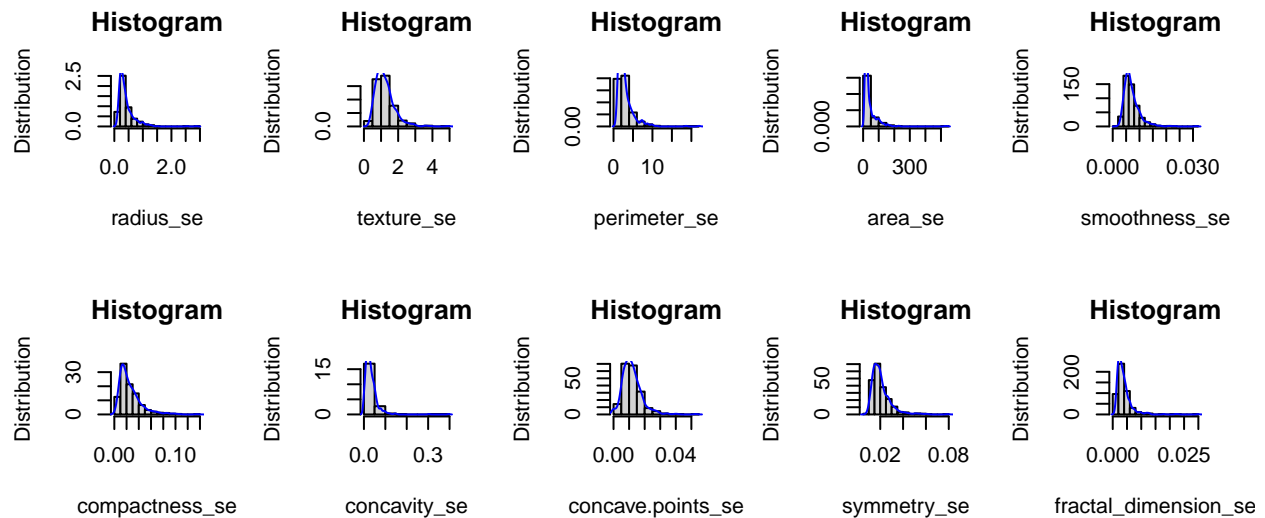 Histogram Histogram Histogram Histogram Histogram
Distribution Distribution Distribution Distribution Distribution
2.5 0.0 0.0 0.00 0.000 150 0
0.0 2.0 0 2 4 0 10 0 300 0.000 0.030
radius_se texture_se perimeter_se area_se smoothness_se
Histogram Histogram Histogram Histogram Histogram
Distribution Distribution Distribution Distribution Distribution
30 0 15 0 50 0 50 0 200 0
0.00 0.10 0.0 0.3 0.00 0.04 0.02 0.08 0.000 0.025
compactness_se concavity_se concave.points_se symmetry_se fractal_dimension_se